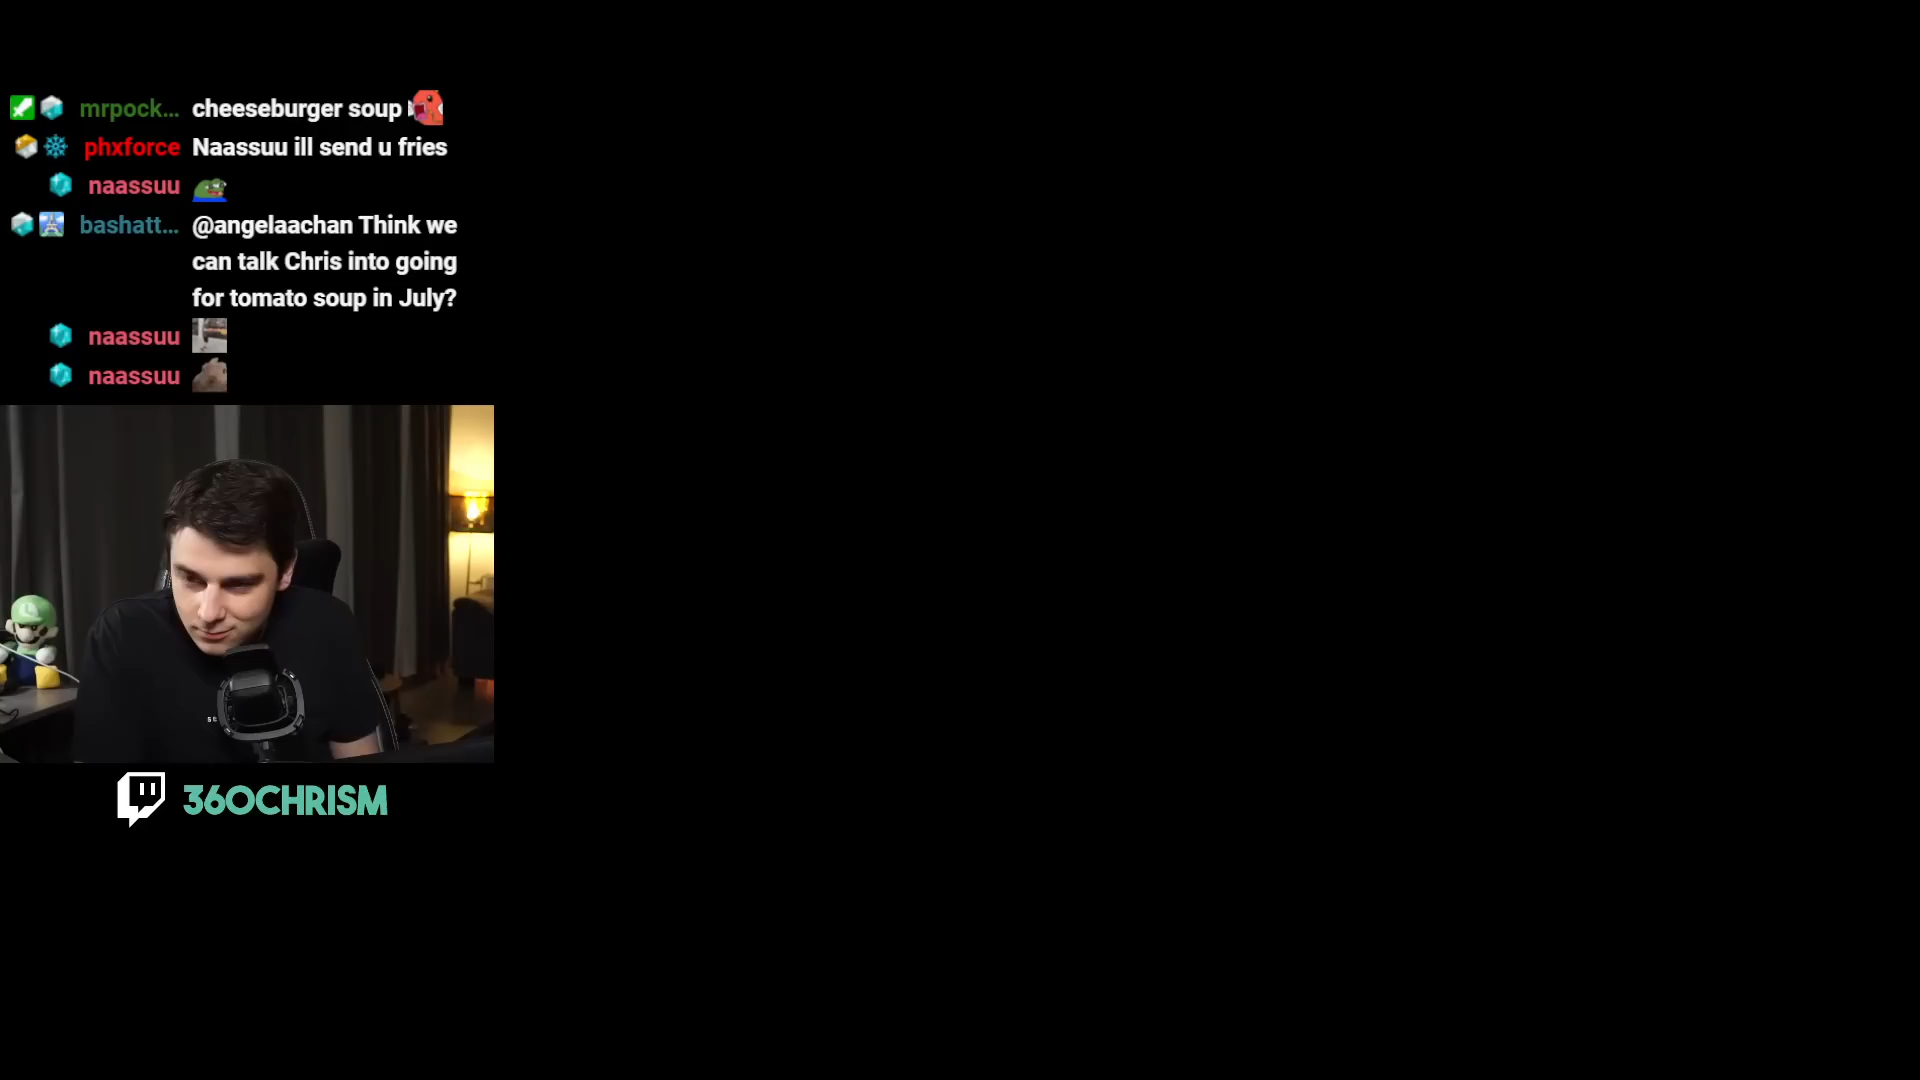 mrpock... cheeseburger soup
phxforce Naassuu ill send u fries
naassuu
bashatt... @angelaachan Think we
can talk Chris into going
for tomato soup in July?
naassuu
naassuu
360CHRISM